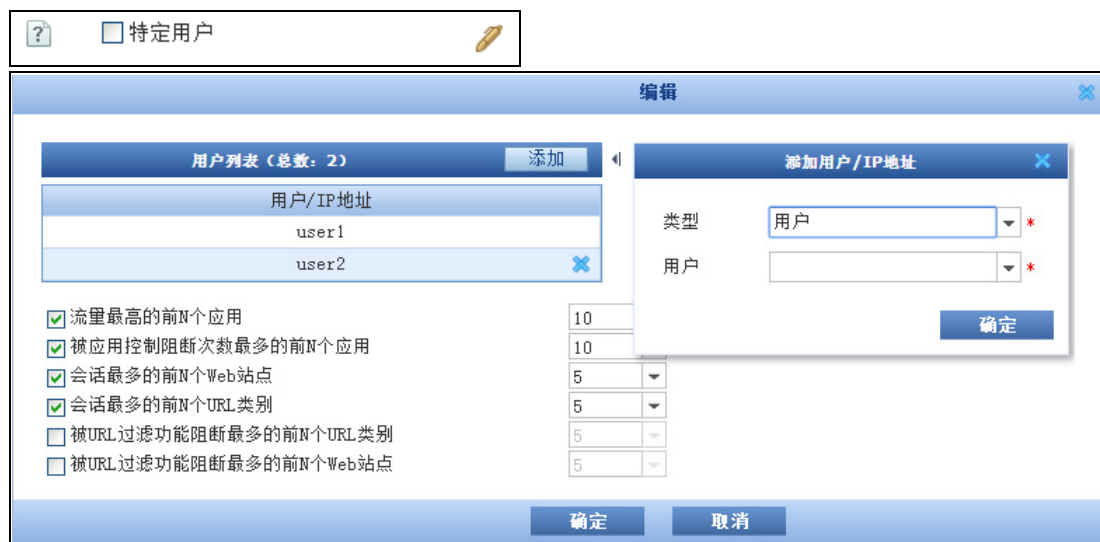 特定用户
编辑
用户列表（总数：2） 添加
用户/IP地址
user1
user2
添加用户/IP地址
类型 用户 *
用户 *
确定
流量最高的前N个应用 10
被应用控制阻断次数最多的前N个应用 10
会话最多的前N个Web站点 5
会话最多的前N个URL类别 5
被URL过滤功能阻断最多的前N个URL类别 5
被URL过滤功能阻断最多的前N个Web站点 5
确定 取消